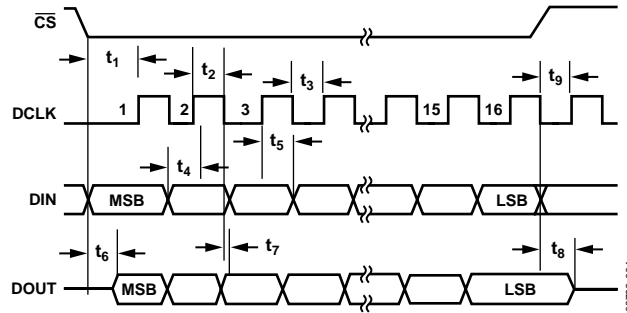 CS
t1 t2 t3 t9
DCLK 1 2 3 15 16
t4 t5
DIN MSB LSB
t6 t7 t8
DOUT MSB LSB